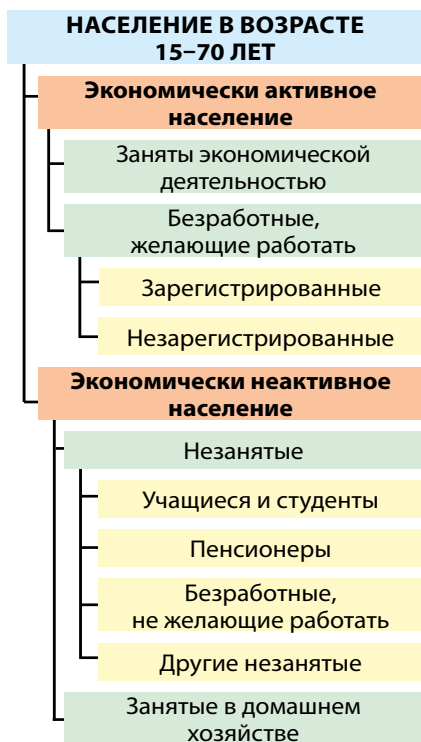 НАСЕЛЕНИЕ В ВОЗРАСТЕ
15–70 ЛЕТ
Экономически активное
население
Заняты экономической
деятельностью
Безработные,
желающие работать
Зарегистрированные
Незарегистрированные
Экономически неактивное
население
Незанятые
Учащиеся и студенты
Пенсионеры
Безработные,
не желающие работать
Другие незанятые
Занятые в домашнем
хозяйстве